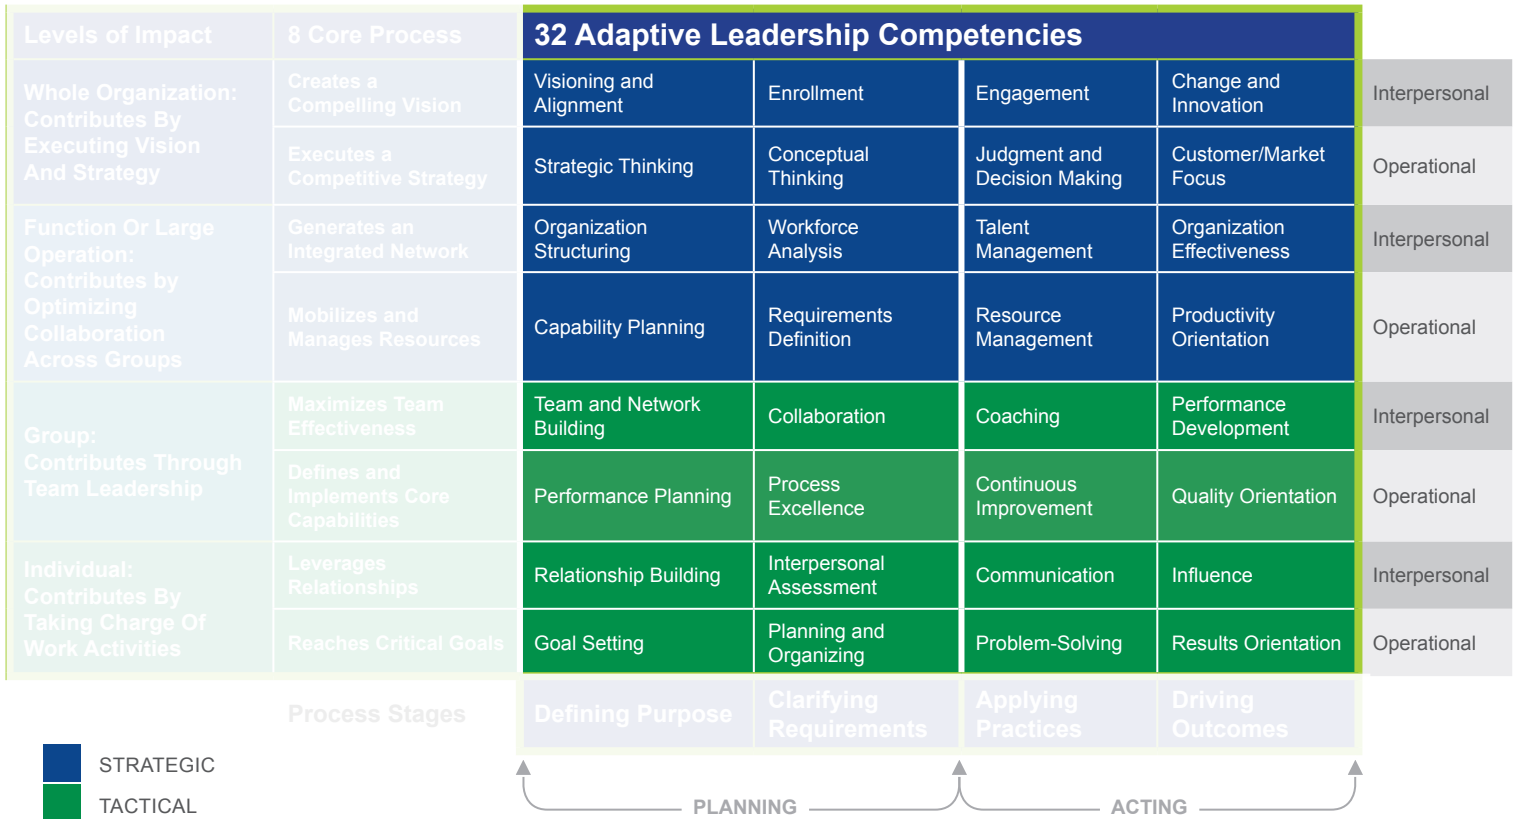 Levels of Impact
8 Core Process
32 Adaptive Leadership Competencies
Whole Organization:
Contributes By
Executing Vision
And Strategy
Creates a
Compelling Vision
Visioning and
Alignment
Enrollment
Engagement
Change and
Innovation
Interpersonal
Executes a
Competitive Strategy
Strategic Thinking
Conceptual
Thinking
Judgment and
Decision Making
Customer/Market
Focus
Operational
Function Or Large
Operation:
Contributes by
Optimizing
Collaboration
Across Groups
Generates an
Integrated Network
Organization
Structuring
Workforce
Analysis
Talent
Management
Organization
Effectiveness
Interpersonal
Mobilizes and
Manages Resources
Capability Planning
Requirements
Definition
Resource
Management
Productivity
Orientation
Operational
Group:
Contributes Through
Team Leadership
Maximizes Team
Effectiveness
Team and Network
Building
Collaboration
Coaching
Performance
Development
Interpersonal
Defines and
Implements Core
Capabilities
Performance Planning
Process
Excellence
Continuous
Improvement
Quality Orientation
Operational
Individual:
Contributes By
Taking Charge Of
Work Activities
Leverages
Relationships
Relationship Building
Interpersonal
Assessment
Communication
Influence
Interpersonal
Reaches Critical Goals
Goal Setting
Planning and
Organizing
Problem-Solving
Results Orientation
Operational
Process Stages
Defining Purpose
Clarifying
Requirements
Applying
Practices
Driving
Outcomes
STRATEGIC
TACTICAL
PLANNING
ACTING